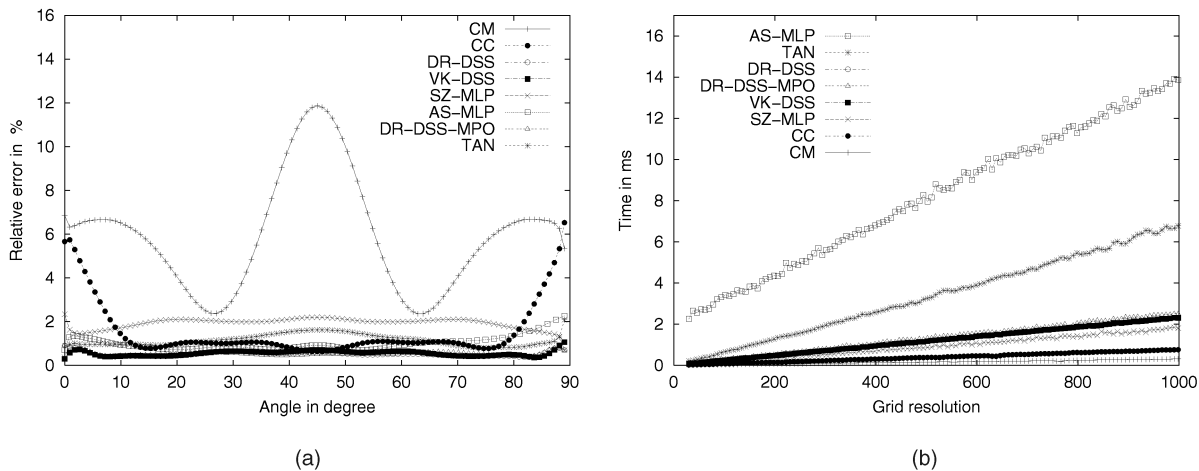 Relative error in %
16
14
12
10
8
6
4
2
0
0 10 20 30 40 50 60 70 80 90
Angle in degree
CM
CC
DR-DSS
VK-DSS
SZ-MLP
AS-MLP
DR-DSS-MPO
TAN
(a)
Time in ms
16
14
12
10
8
6
4
2
0
0 200 400 600 800 1000
Grid resolution
AS-MLP
TAN
DR-DSS
DR-DSS-MPO
VK-DSS
SZ-MLP
CC
CM
(b)